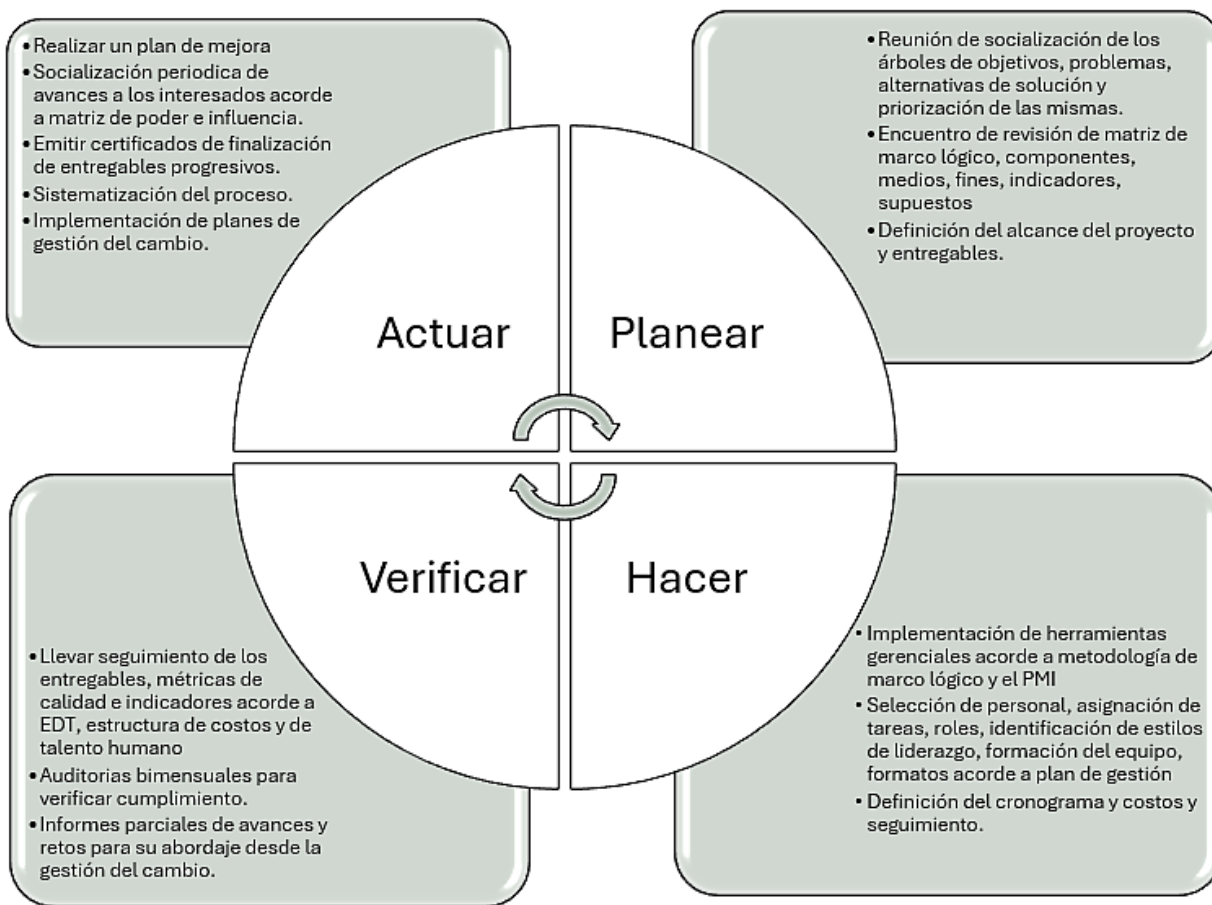 • Realizar un plan de mejora
• Socialización periodica de
avances a los interesados acorde
a matriz de poder e influencia.
• Emitir certificados de finalización
de entregables progresivos.
• Sistematización del proceso.
• Implementación de planes de
gestión del cambio.
• Reunión de socialización de los
árboles de objetivos, problemas,
alternativas de solución y
priorización de las mismas.
• Encuentro de revisión de matriz de
marco lógico, componentes,
medios, fines, indicadores,
supuestos
• Definición del alcance del proyecto
y entregables.
Actuar
Planear
Verificar
Hacer
• Llevar seguimiento de los
entregables, métricas de
calidad e indicadores acorde a
EDT, estructura de costos y de
talento humano
• Auditorias bimensuales para
verificar cumplimiento.
• Informes parciales de avances y
retos para su abordaje desde la
gestión del cambio.
• Implementación de herramientas
gerenciales acorde a metodología de
marco lógico y el PMI
• Selección de personal, asignación de
tareas, roles, identificación de estilos
de liderazgo, formación del equipo,
formatos acorde a plan de gestión
• Definición del cronograma y costos y
seguimiento.